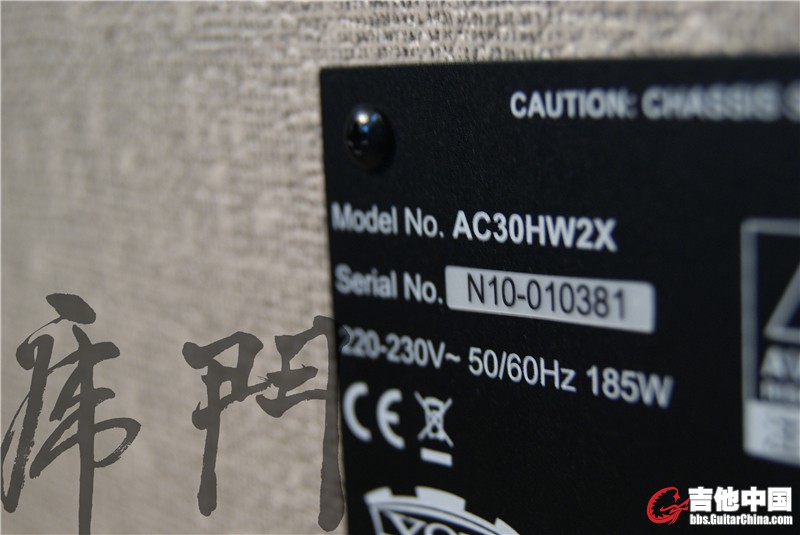 CAUTION: CHASSIS
Model No. AC30HW2X
Serial No. N10-010381
220-230V~ 50/60Hz 185W
CE
吉他中国
bbs.GuitarChina.com